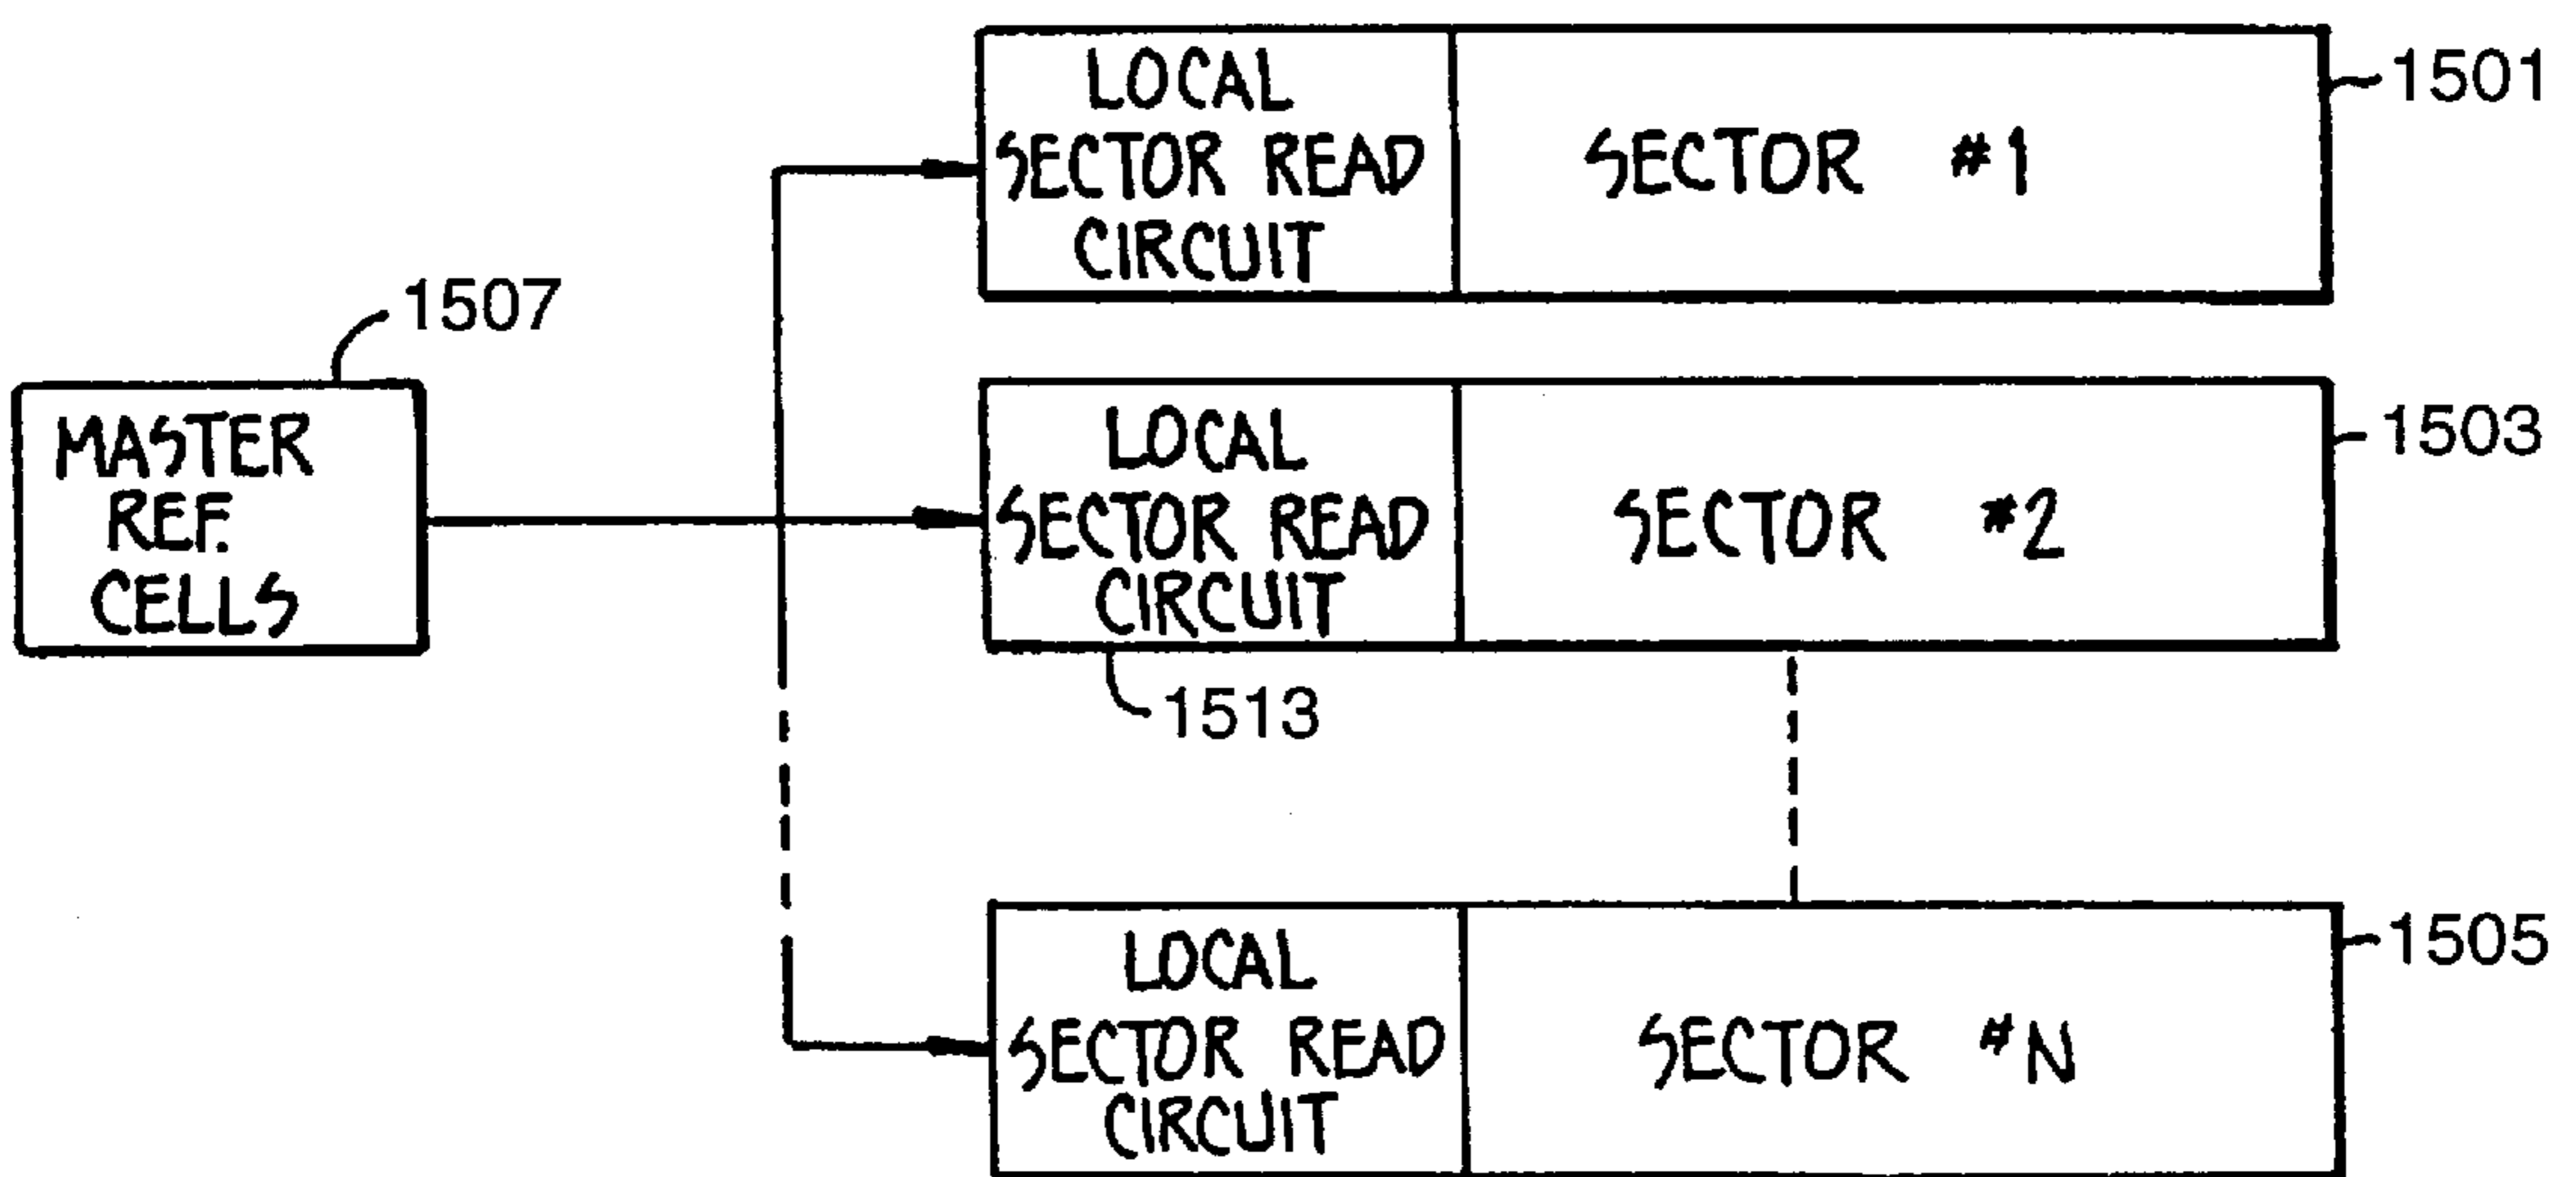 LOCAL
SECTOR READ
CIRCUIT
SECTOR #1
1501
1507
MASTER
REF.
CELLS
LOCAL
SECTOR READ
CIRCUIT
SECTOR #2
1503
1513
LOCAL
SECTOR READ
CIRCUIT
SECTOR #N
1505